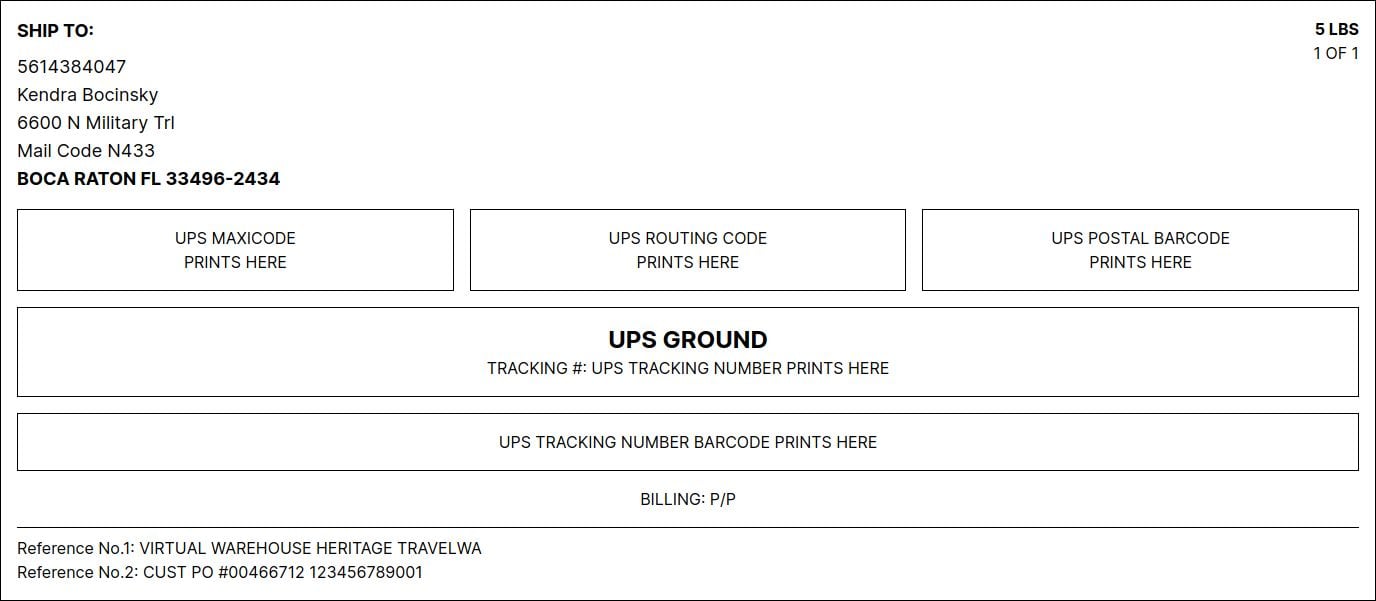 SHIP TO:
5614384047
Kendra Bocinsky
6600 N Military Trl
Mail Code N433
BOCA RATON FL 33496-2434
5 LBS
1 OF 1
UPS MAXICODE
PRINTS HERE
UPS ROUTING CODE
PRINTS HERE
UPS POSTAL BARCODE
PRINTS HERE
UPS GROUND
TRACKING #: UPS TRACKING NUMBER PRINTS HERE
UPS TRACKING NUMBER BARCODE PRINTS HERE
BILLING: P/P
Reference No.1: VIRTUAL WAREHOUSE HERITAGE TRAVELWA
Reference No.2: CUST PO #00466712 123456789001